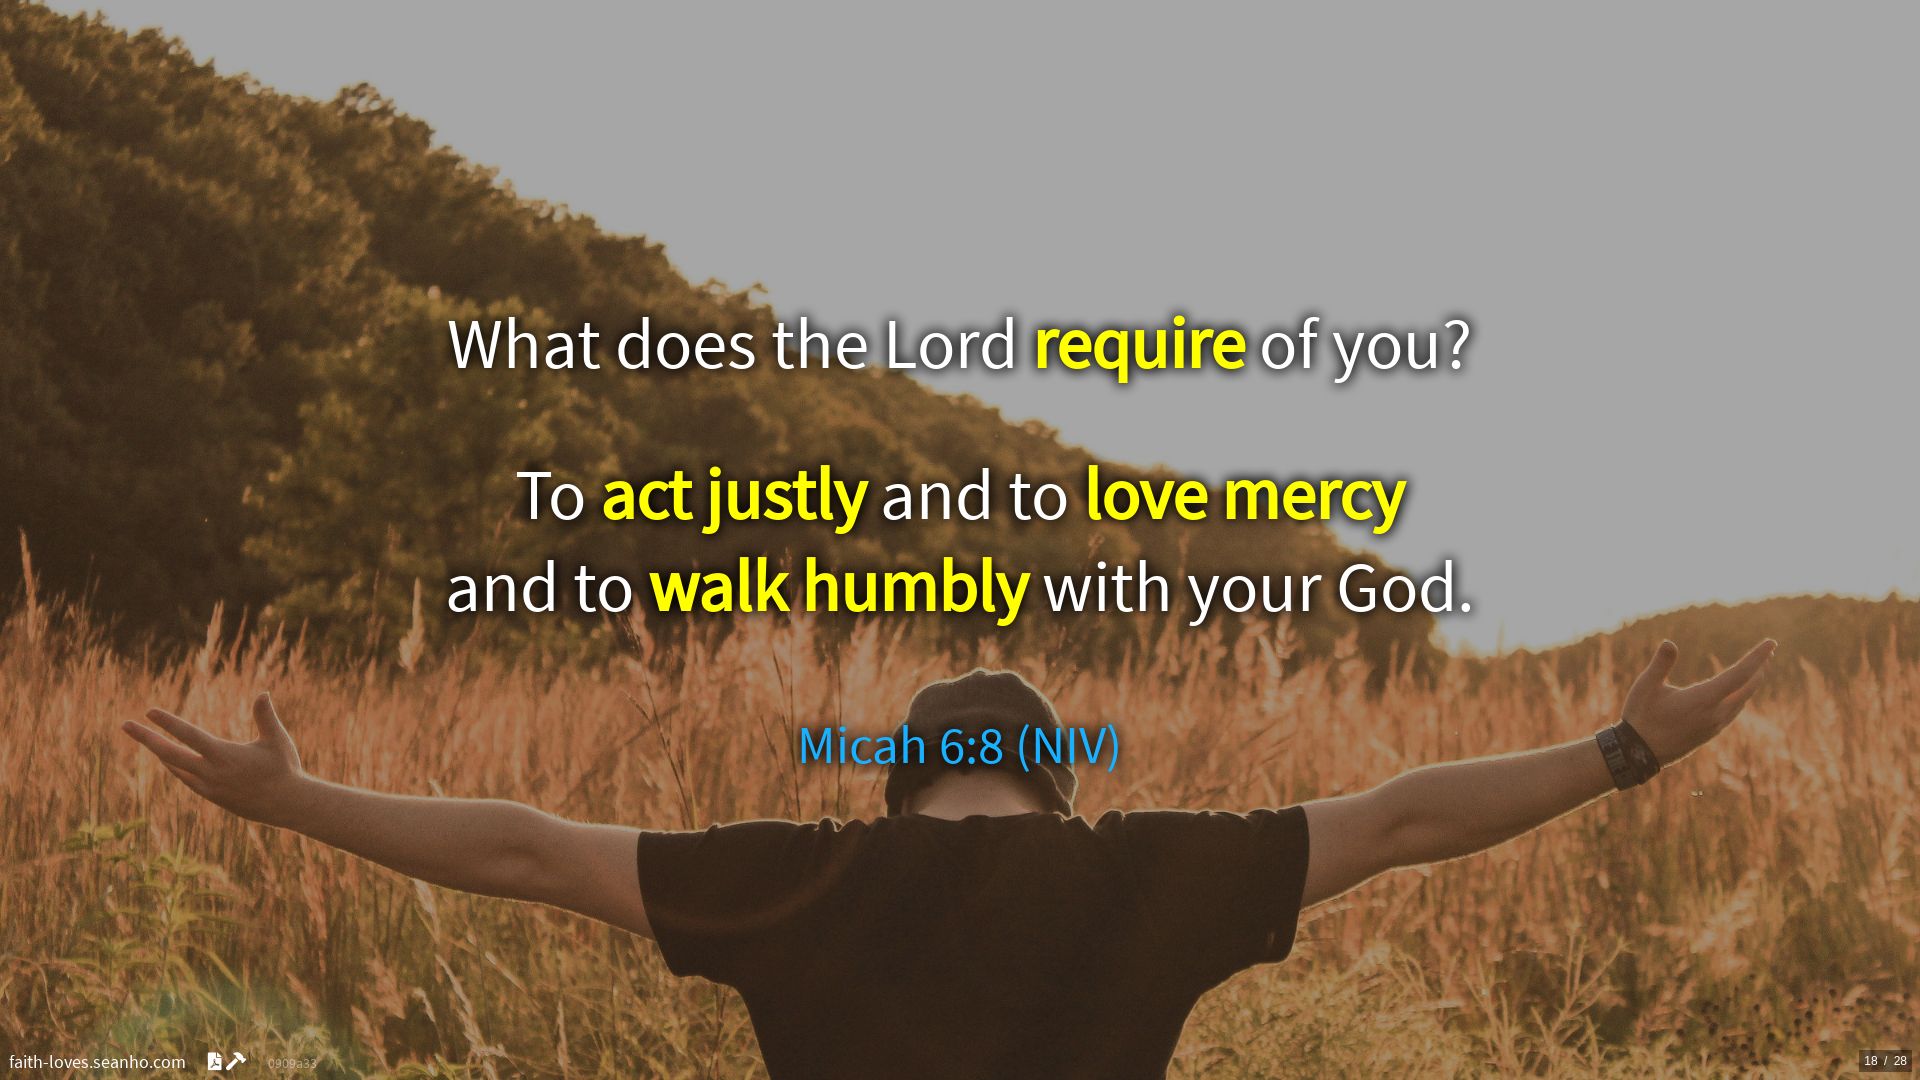 What does the Lord require of you?
To act justly and to love mercy
and to walk humbly with your God.
Micah 6:8 (NIV)
faith-loves.seanho.com
0909a33
18 / 28